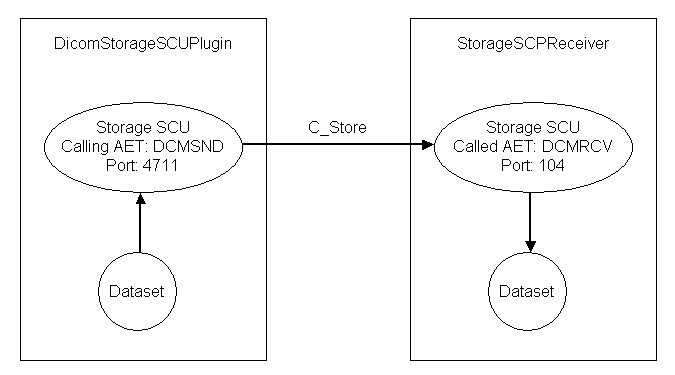 DicomStorageSCUPlugin
Storage SCU
Calling AET: DCMSND
Port: 4711
Dataset
C_Store
StorageSCPReceiver
Storage SCU
Called AET: DCMRCV
Port: 104
Dataset